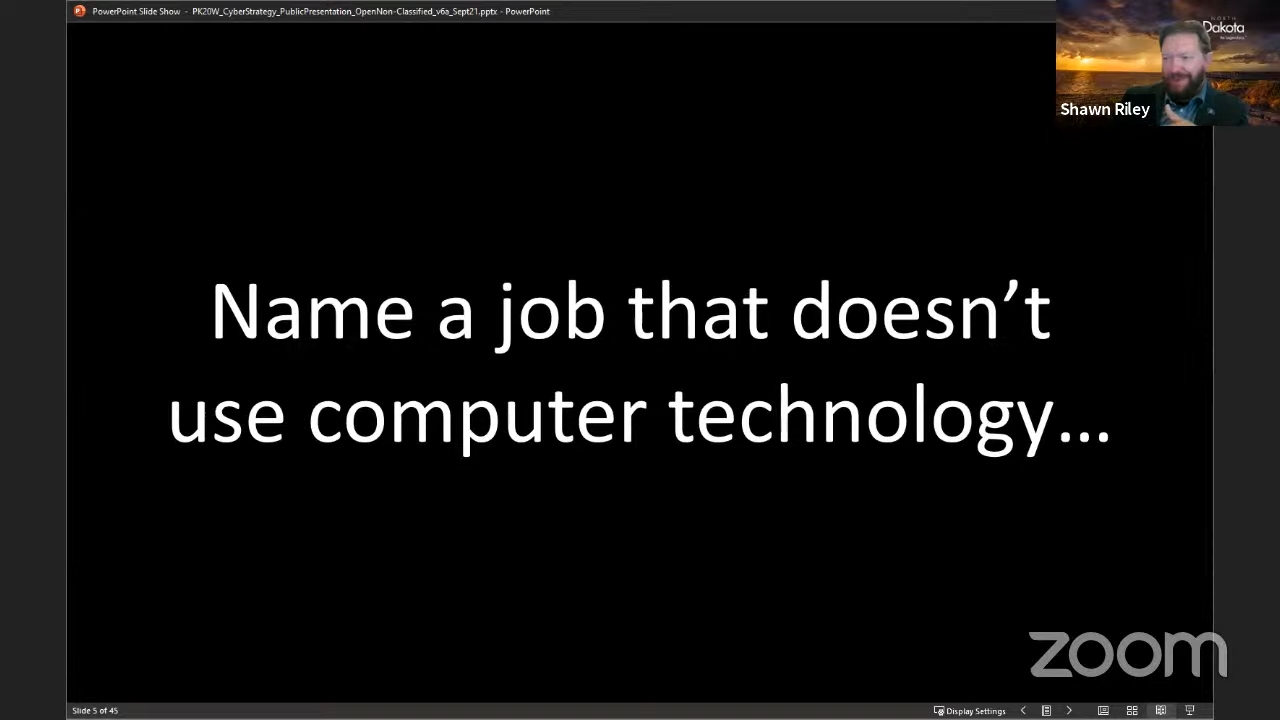 PowerPoint Slide Show - PK20W_CyberStrategy_PublicPresentation_OpenNon-Classified_v6a_Sept21.pptx - PowerPoint
NORTH
Dakota
Shawn Riley
Name a job that doesn’t
use computer technology...
zoom
Slide 5 of 45
Display Settings